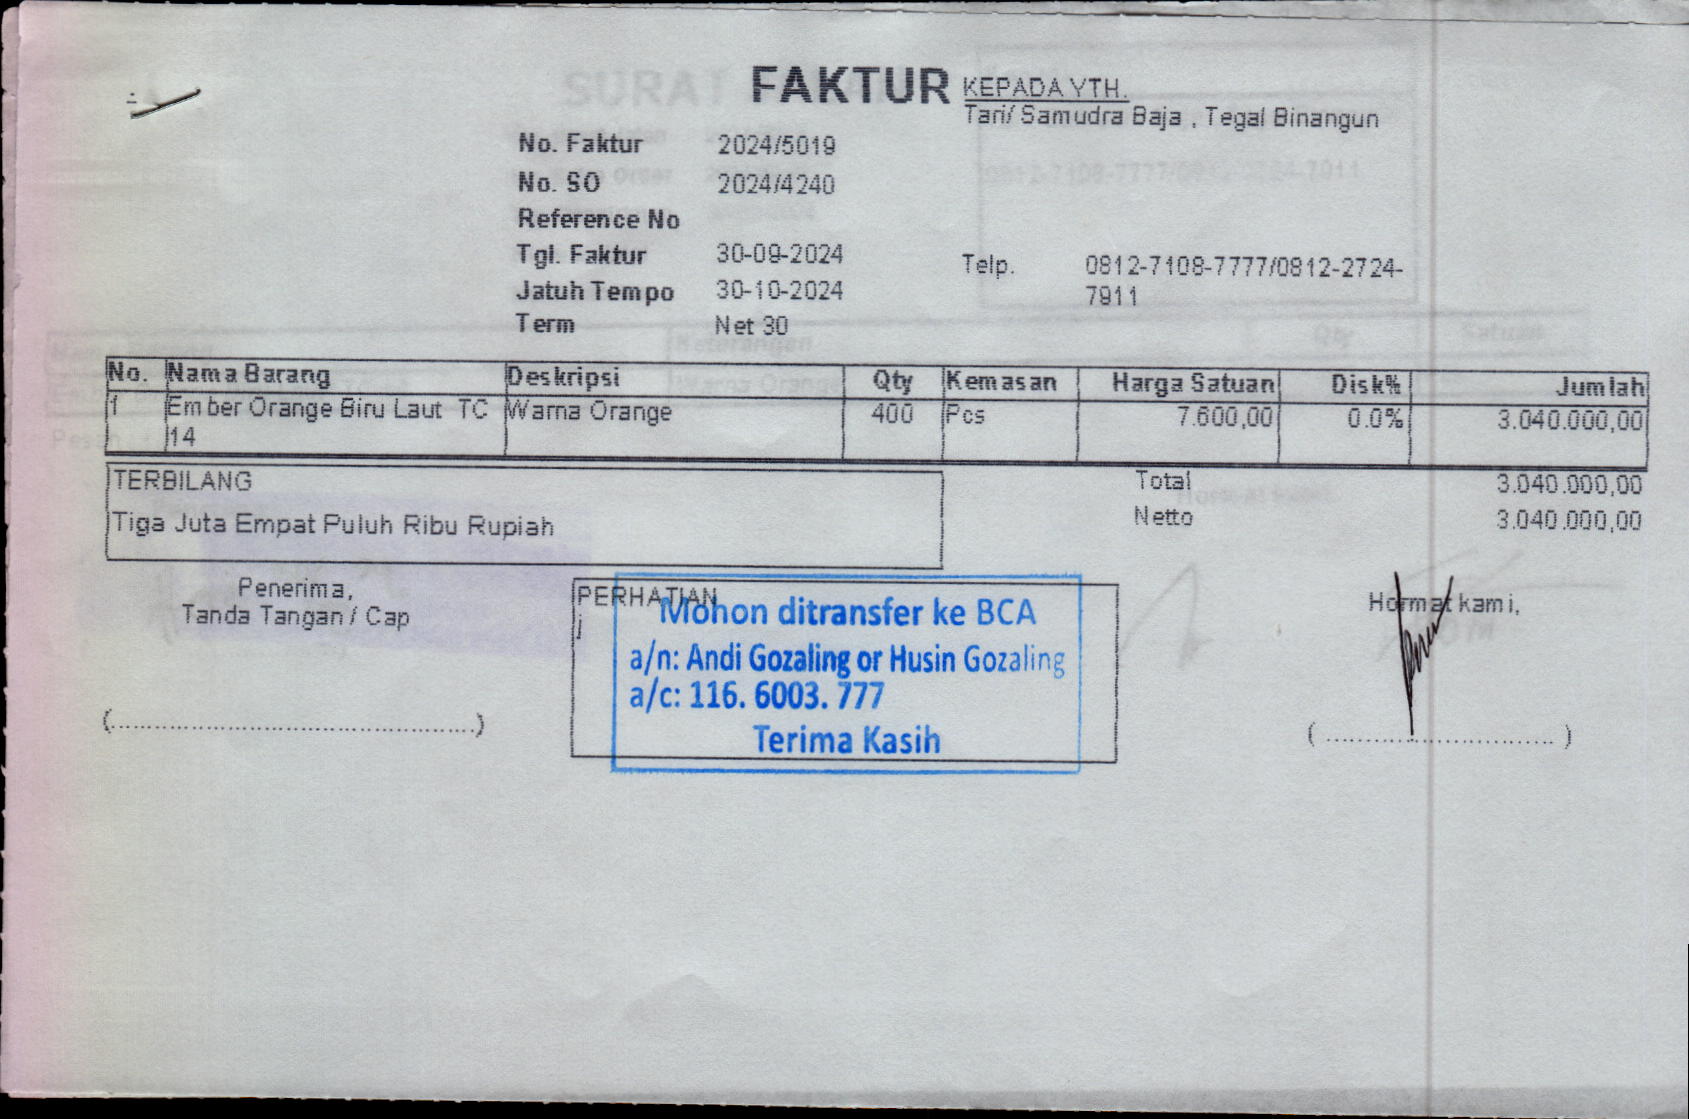 FAKTUR
KEPADA YTH.
Tari/ Samudra Baja , Tegal Binangun
No. Faktur 2024/5019
No. SO 2024/4240
Reference No
Tgl. Faktur 30-09-2024
Telp. 0812-7108-7777/0812-2724-
7911
Jatuh Tempo 30-10-2024
Term Net 30
No. Nama Barang Deskripsi Qty Kemasan Harga Satuan Disk% Jumlah
1 Ember Orange Biru Laut TC Warna Orange 400 Pcs 7.600,00 0.0% 3.040.000,00
14
TERBILANG
Tiga Juta Empat Puluh Ribu Rupiah
Total 3.040.000,00
Netto 3.040.000,00
Penerima,
Tanda Tangan / Cap
(...............................................)
PERHATIAN
j
Mohon ditransfer ke BCA
a/n: Andi Gozaling or Husin Gozaling
a/c: 116. 6003. 777
Terima Kasih
Hormat kami,
( ............................. )